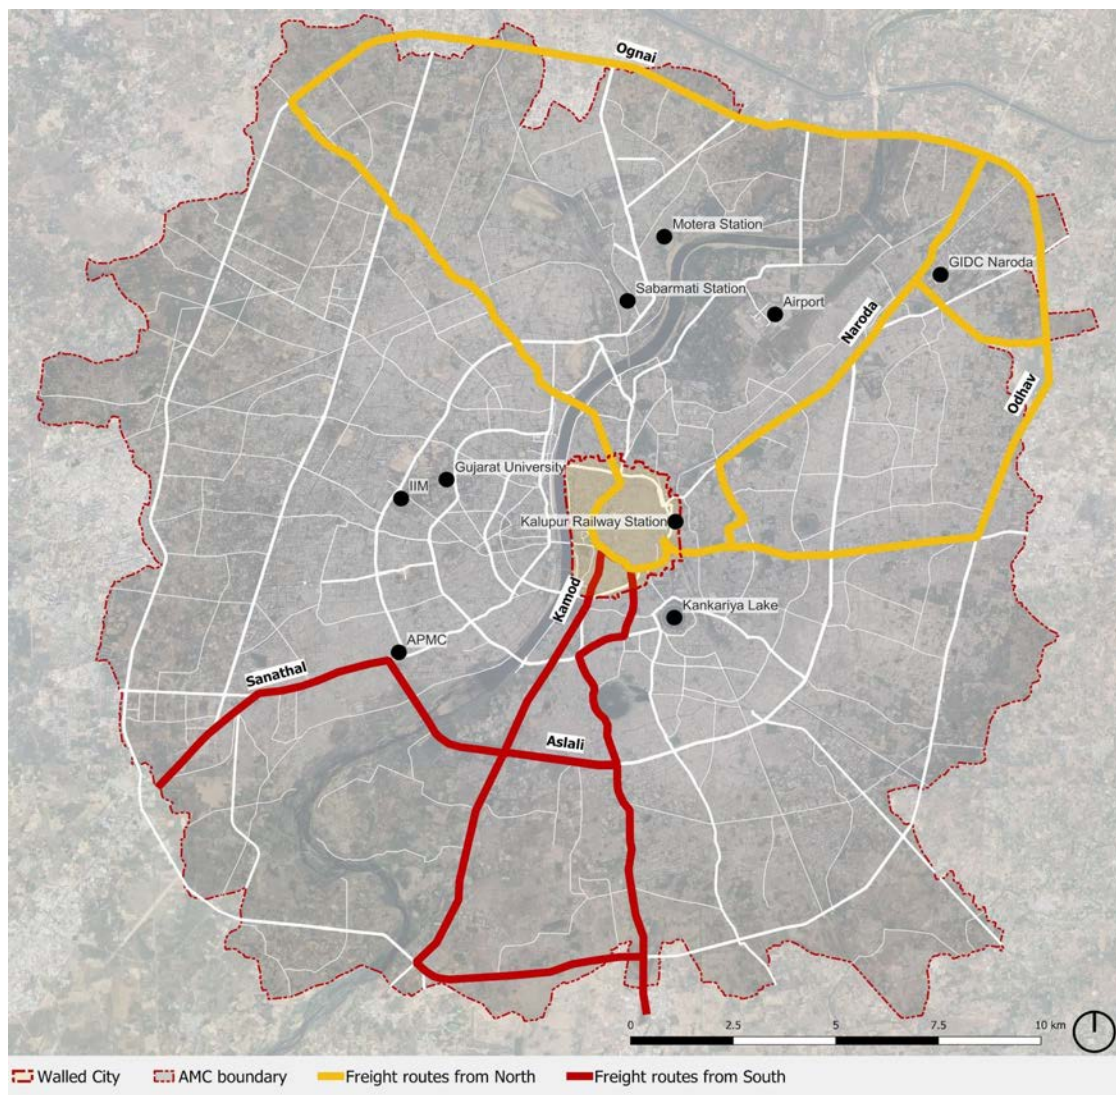 Ognai
Motera Station
GIDC Naroda
Sabarmati Station
Airport
Naroda
Odhav
Gujarat University
IIM
Kalupur Railway Station
Kamod
Kankariya Lake
APMC
Sanathal
Aslali
0 2.5 5 7.5 10 km
Walled City AMC boundary Freight routes from North Freight routes from South